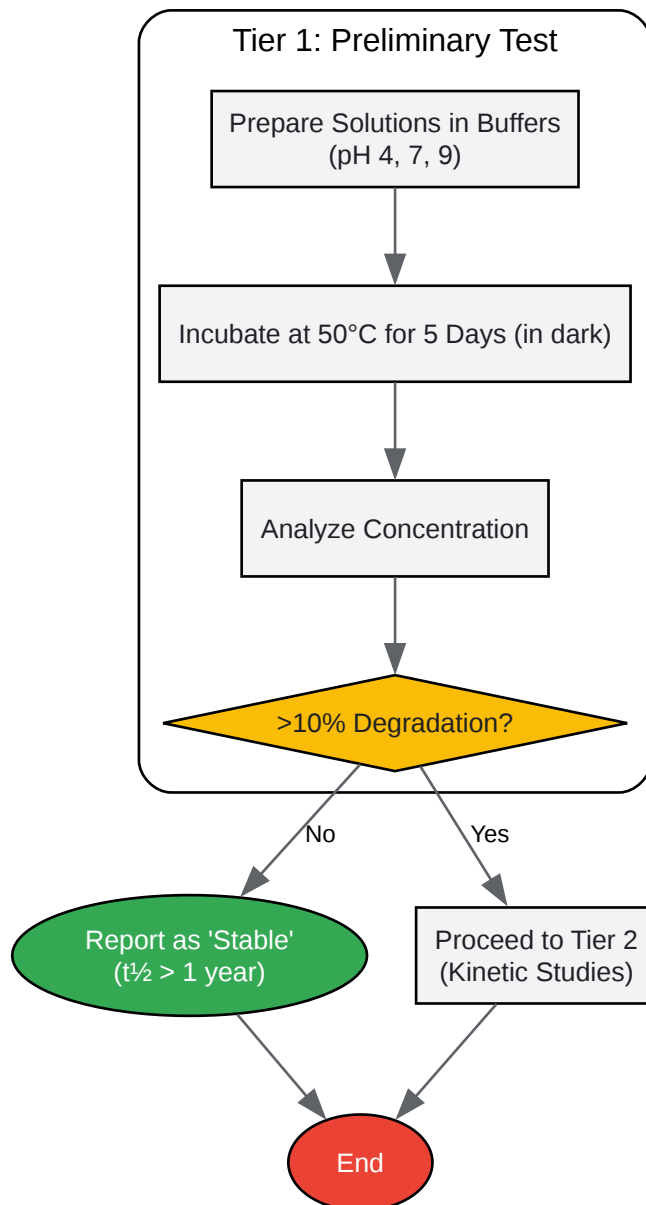 Tier 1: Preliminary Test
Prepare Solutions in Buffers
(pH 4, 7, 9)
Incubate at 50°C for 5 Days (in dark)
Analyze Concentration
>10% Degradation?
No
Yes
Report as 'Stable'
(t½ > 1 year)
Proceed to Tier 2
(Kinetic Studies)
End